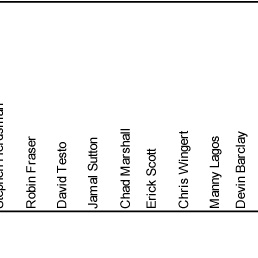 Robin Fraser
David Testo
Jamal Sutton
Chad Marshall
Erick Scott
Chris Wingert
Manny Lagos
Devin Barclay